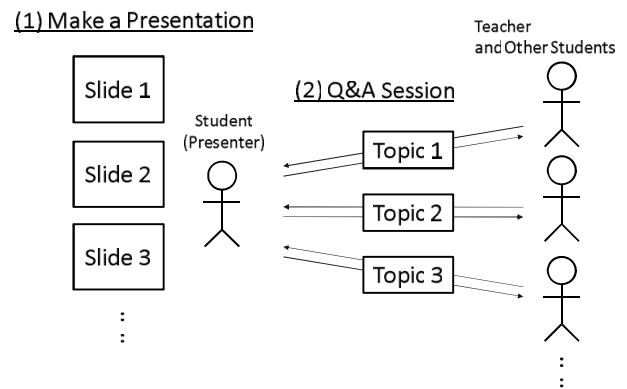 (1) Make a Presentation
Slide 1
Slide 2
Slide 3
:
Student
(Presenter)
(2) Q&A Session
Topic 1
Topic 2
Topic 3
Teacher
and Other Students
: